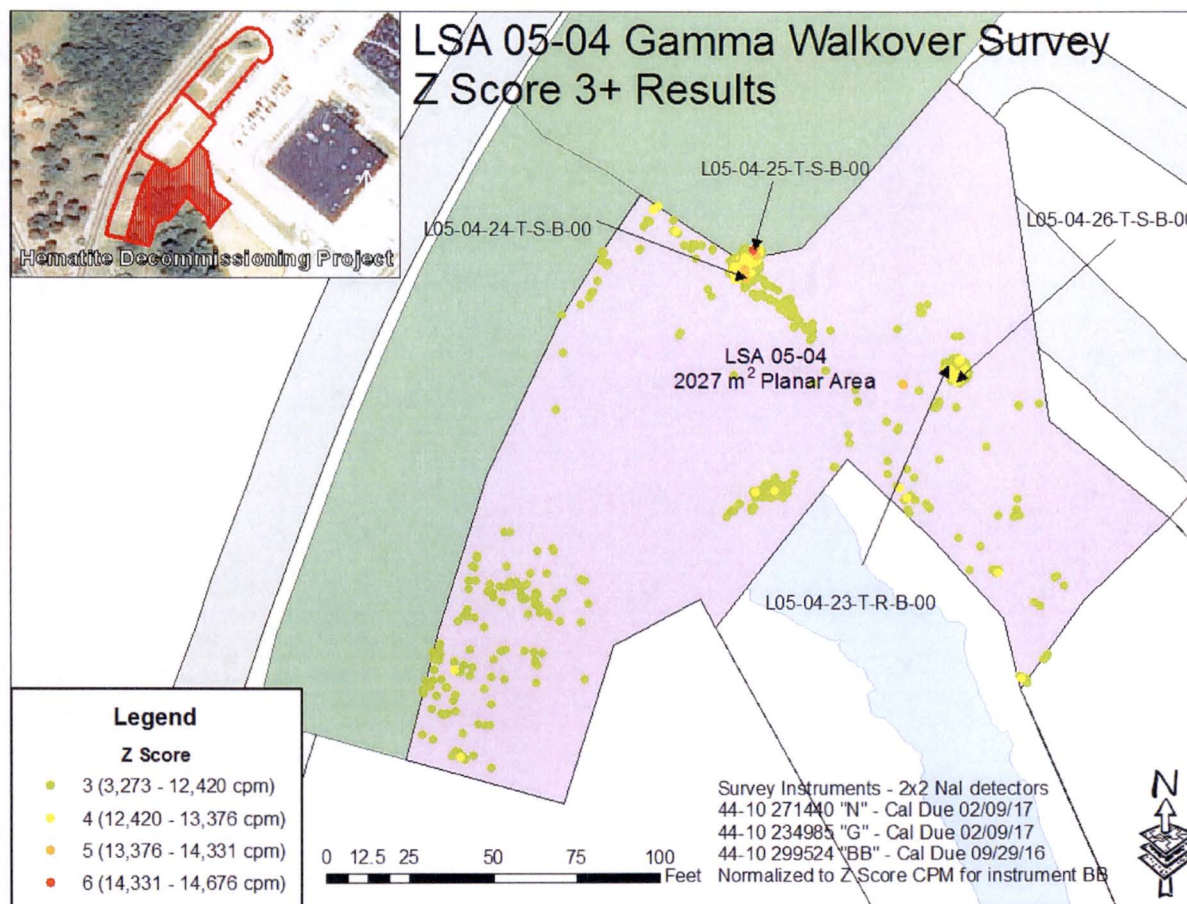 LSA 05-04 Gamma Walkover Survey
Z Score 3+ Results
Hematite Decommissioning Project
L05-04-25-T-S-B-00
L05-04-24-T-S-B-00
L05-04-26-T-S-B-00
LSA 05-04
2027 m² Planar Area
L05-04-23-T-R-B-00
Legend
Z Score
3 (3,273 - 12,420 cpm)
4 (12,420 - 13,376 cpm)
5 (13,376 - 14,331 cpm)
6 (14,331 - 14,676 cpm)
0 12.5 25 50 75 100
Feet
Survey Instruments - 2x2 NaI detectors
44-10 271440 "N" - Cal Due 02/09/17
44-10 234985 "G" - Cal Due 02/09/17
44-10 299524 "BB" - Cal Due 09/29/16
Normalized to Z Score CPM for instrument BB
N